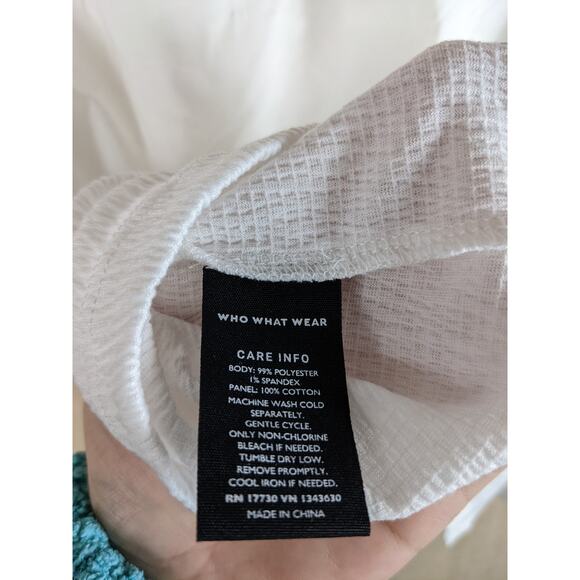 WHO WHAT WEAR
CARE INFO
BODY: 99% POLYESTER
1% SPANDEX
PANEL: 100% COTTON
MACHINE WASH COLD
SEPARATELY.
GENTLE CYCLE.
ONLY NON-CHLORINE
BLEACH IF NEEDED.
TUMBLE DRY LOW.
REMOVE PROMPTLY.
COOL IRON IF NEEDED.
RN 17730 VN 1343630
MADE IN CHINA